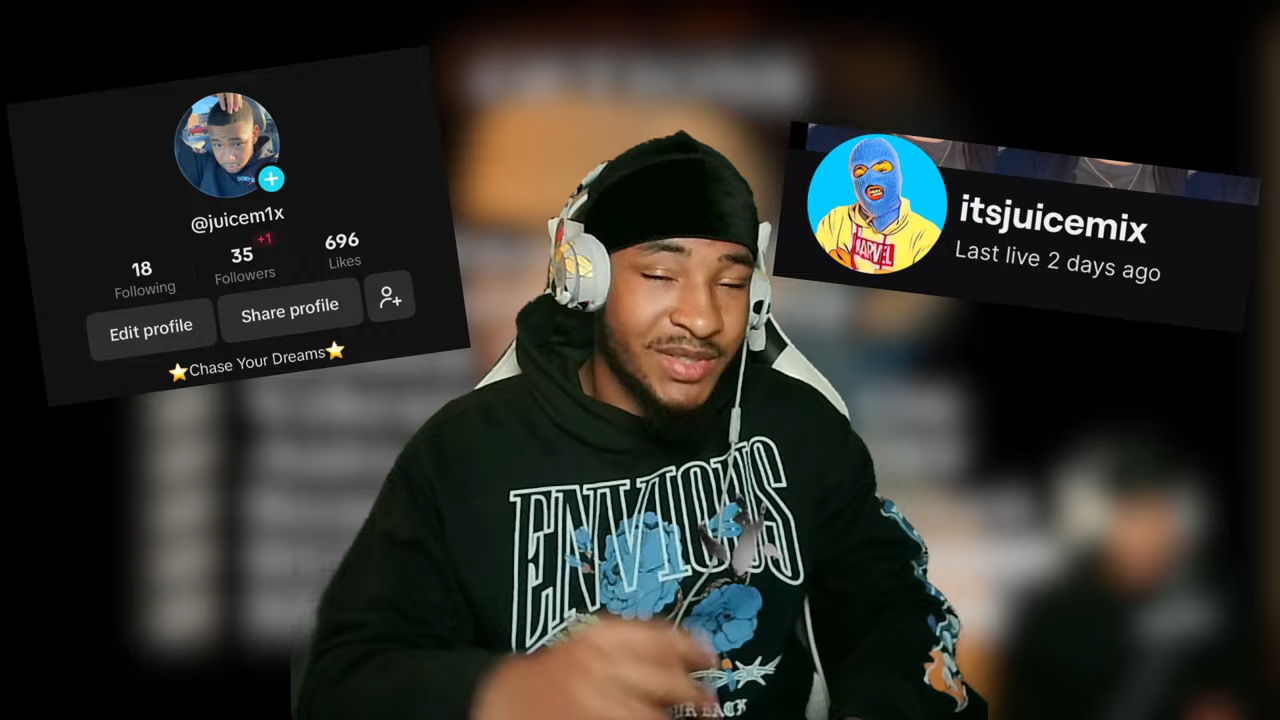 @juicem1x
18 35 +1 696
Following Followers Likes
Edit profile Share profile
⭐Chase Your Dreams⭐
itsjuicemix
Last live 2 days ago
MARVEL
ENVIOUS
BACK